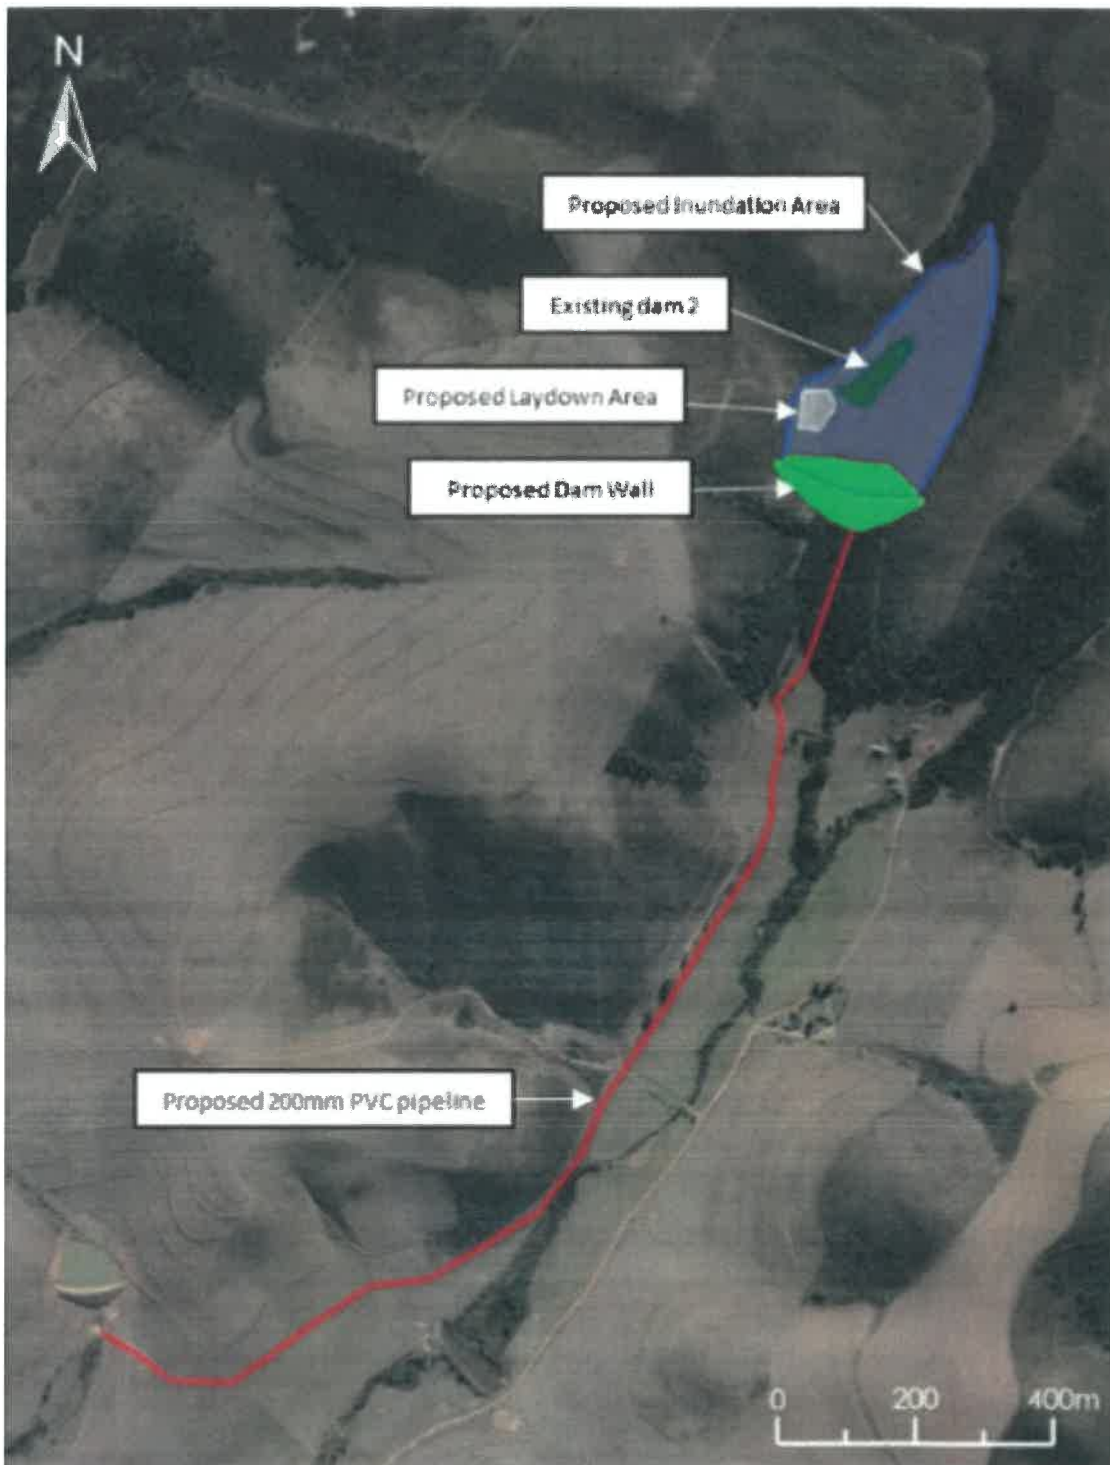 N
Proposed Inundation Area
Existing dam 2
Proposed Laydown Area
Proposed Dam Wall
Proposed 200mm PVC pipeline
0 200 400m